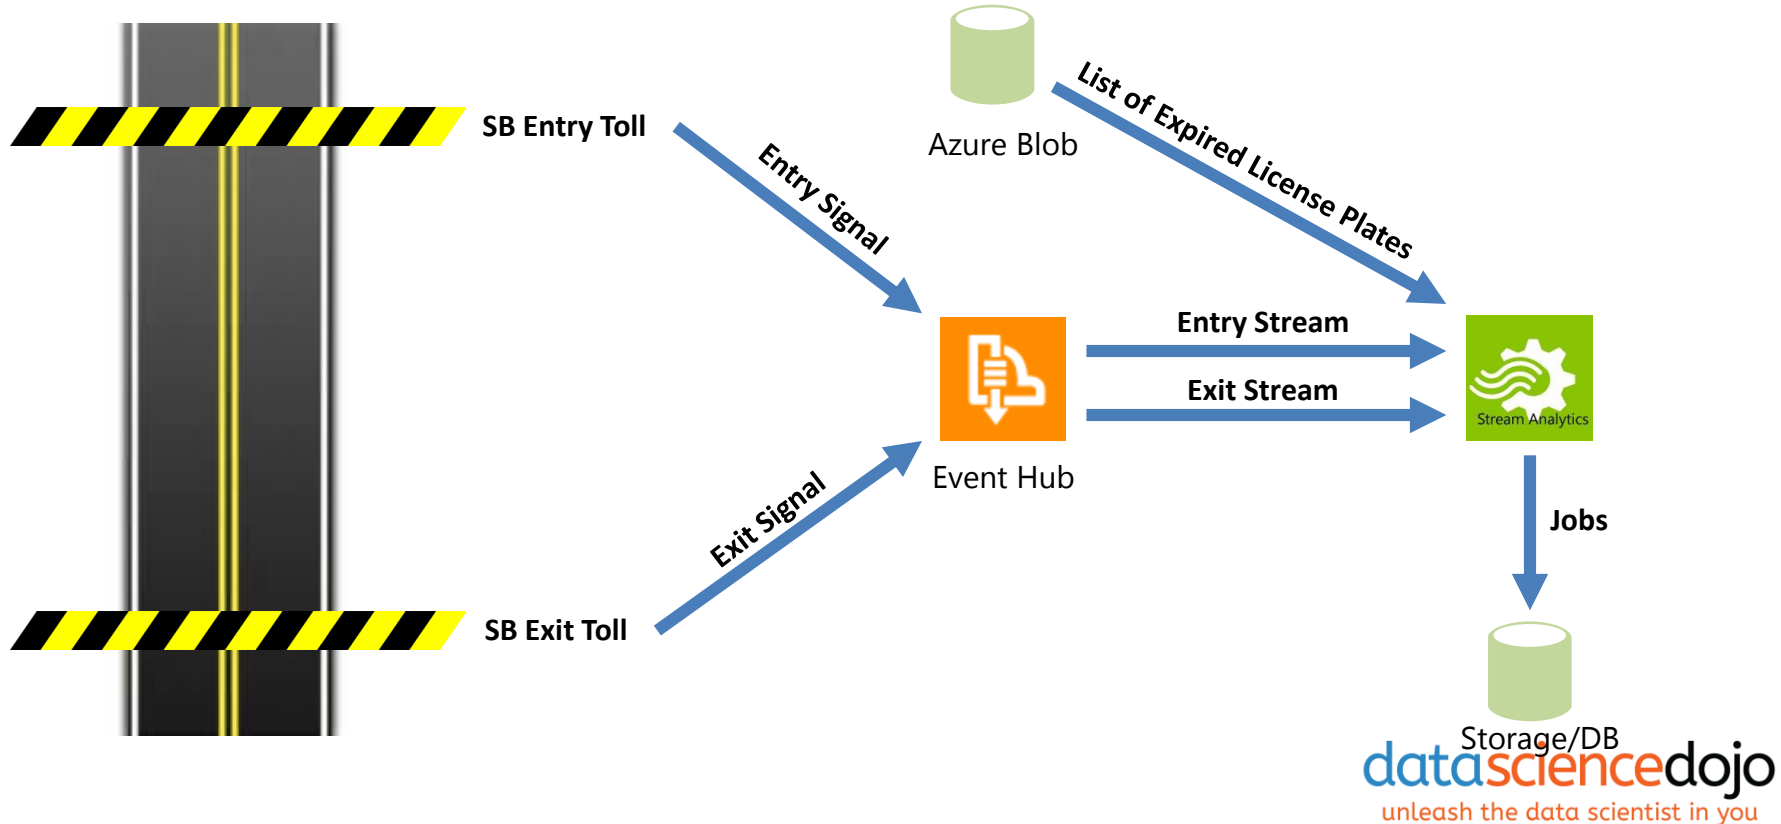 SB Entry Toll
Entry Signal
Azure Blob
List of Expired License Plates
Entry Stream
Exit Stream
Stream Analytics
Event Hub
Exit Signal
Jobs
SB Exit Toll
Storage/DB
datasciencedojo
unleash the data scientist in you